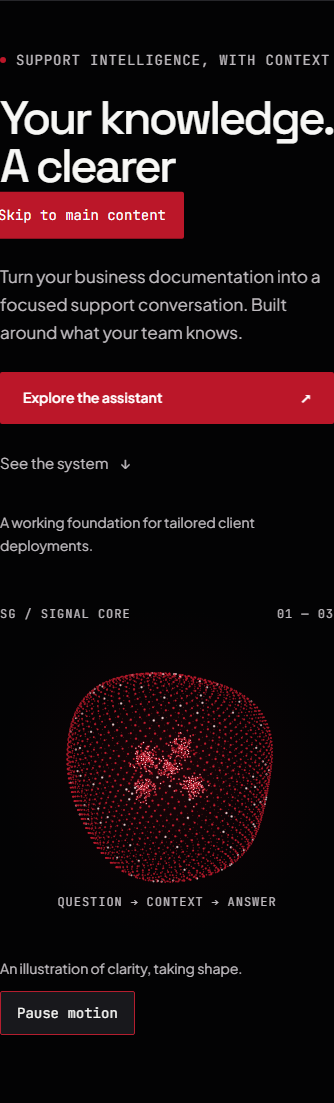 SUPPORT INTELLIGENCE, WITH CONTEXT
Your knowledge.
A clearer
Skip to main content
Turn your business documentation into a
focused support conversation. Built
around what your team knows.
Explore the assistant ↗
See the system ↓
A working foundation for tailored client
deployments.
SG / SIGNAL CORE 01 — 03
QUESTION → CONTEXT → ANSWER
An illustration of clarity, taking shape.
Pause motion